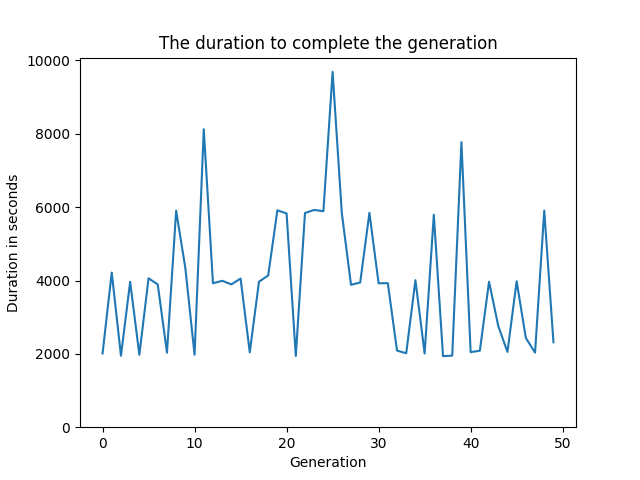 The duration to complete the generation
10000
8000
6000
4000
2000
0
Duration in seconds
0 10 20 30 40 50
Generation